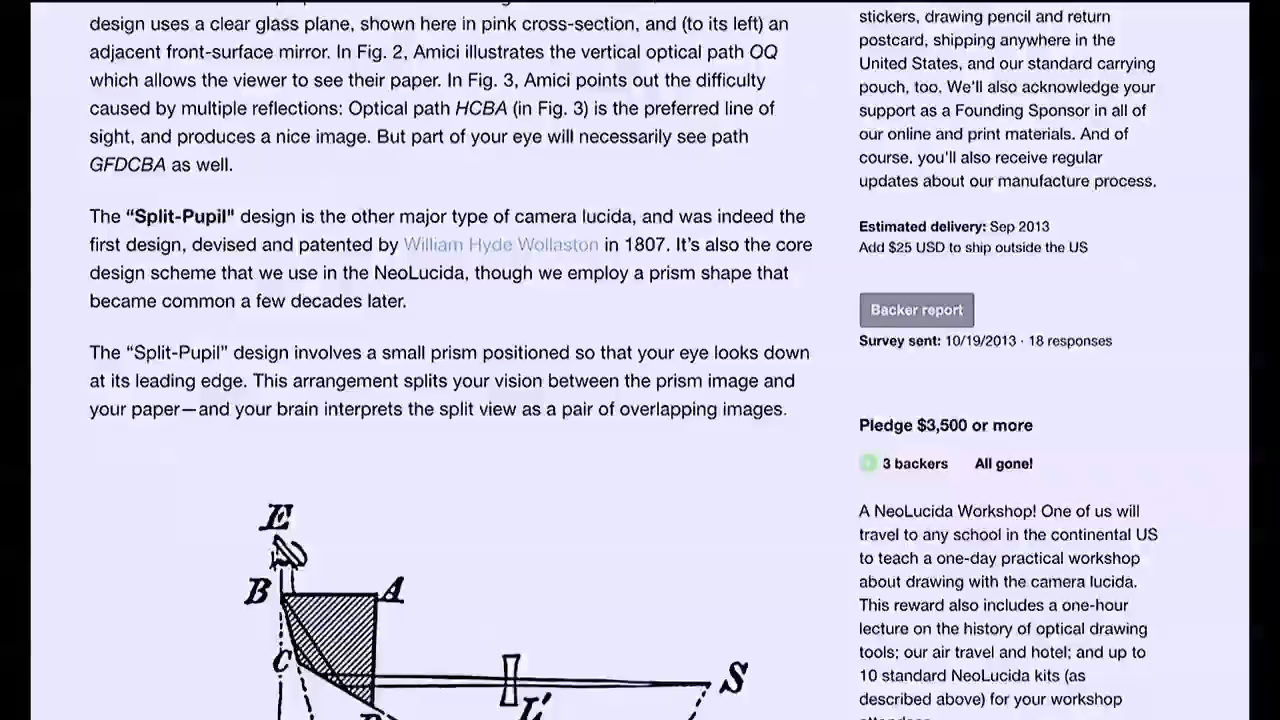 design uses a clear glass plane, shown here in pink cross-section, and (to its left) an
adjacent front-surface mirror. In Fig. 2, Amici illustrates the vertical optical path OQ
which allows the viewer to see their paper. In Fig. 3, Amici points out the difficulty
caused by multiple reflections: Optical path HCBA (in Fig. 3) is the preferred line of
sight, and produces a nice image. But part of your eye will necessarily see path
GFDCBA as well.
The “Split-Pupil" design is the other major type of camera lucida, and was indeed the
first design, devised and patented by William Hyde Wollaston in 1807. It’s also the core
design scheme that we use in the NeoLucida, though we employ a prism shape that
became common a few decades later.
The “Split-Pupil” design involves a small prism positioned so that your eye looks down
at its leading edge. This arrangement splits your vision between the prism image and
your paper—and your brain interprets the split view as a pair of overlapping images.
E
B
A
C
S
L'
stickers, drawing pencil and return
postcard, shipping anywhere in the
United States, and our standard carrying
pouch, too. We’ll also acknowledge your
support as a Founding Sponsor in all of
our online and print materials. And of
course, you’ll also receive regular
updates about our manufacture process.
Estimated delivery: Sep 2013
Add $25 USD to ship outside the US
Backer report
Survey sent: 10/19/2013 · 18 responses
Pledge $3,500 or more
3 backers All gone!
A NeoLucida Workshop! One of us will
travel to any school in the continental US
to teach a one-day practical workshop
about drawing with the camera lucida.
This reward also includes a one-hour
lecture on the history of optical drawing
tools; our air travel and hotel; and up to
10 standard NeoLucida kits (as
described above) for your workshop